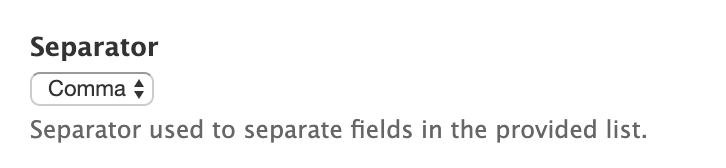 Separator
Comma
Separator used to separate fields in the provided list.